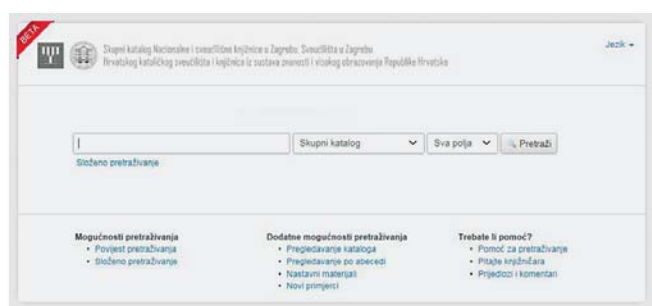 BETA
Skupni katalog Nacionalne i sveučilišne knjižnice u Zagrebu, Sveučilišta u Zagrebu
Hrvatskog katoličkog sveučilišta i knjižnica iz sustava znanosti i visokog obrazovanja Republike Hrvatske
Jezik
Skupni katalog
Sva polja
Pretraži
Složeno pretraživanje
Mogućnosti pretraživanja
Povijest pretraživanja
Složeno pretraživanje
Dodatne mogućnosti pretraživanja
Pregledavanje kataloga
Pregledavanje po abecedi
Nastavni materijali
Novi primjerci
Trebate li pomoć?
Pomoć za pretraživanje
Pitajte knjižničara
Prijedlozi i komentari